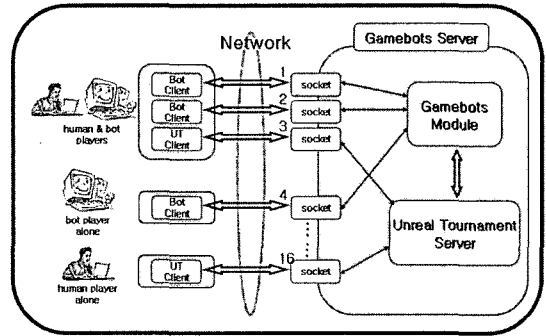 Network
Gamebots Server
Bot
Client
1
socket
Bot
Client
2
socket
UT
Client
3
socket
human & bot
players
Gamebots
Module
Bot
Client
4
socket
bot player
alone
Unreal Tournament
Server
UT
Client
16
socket
human player
alone